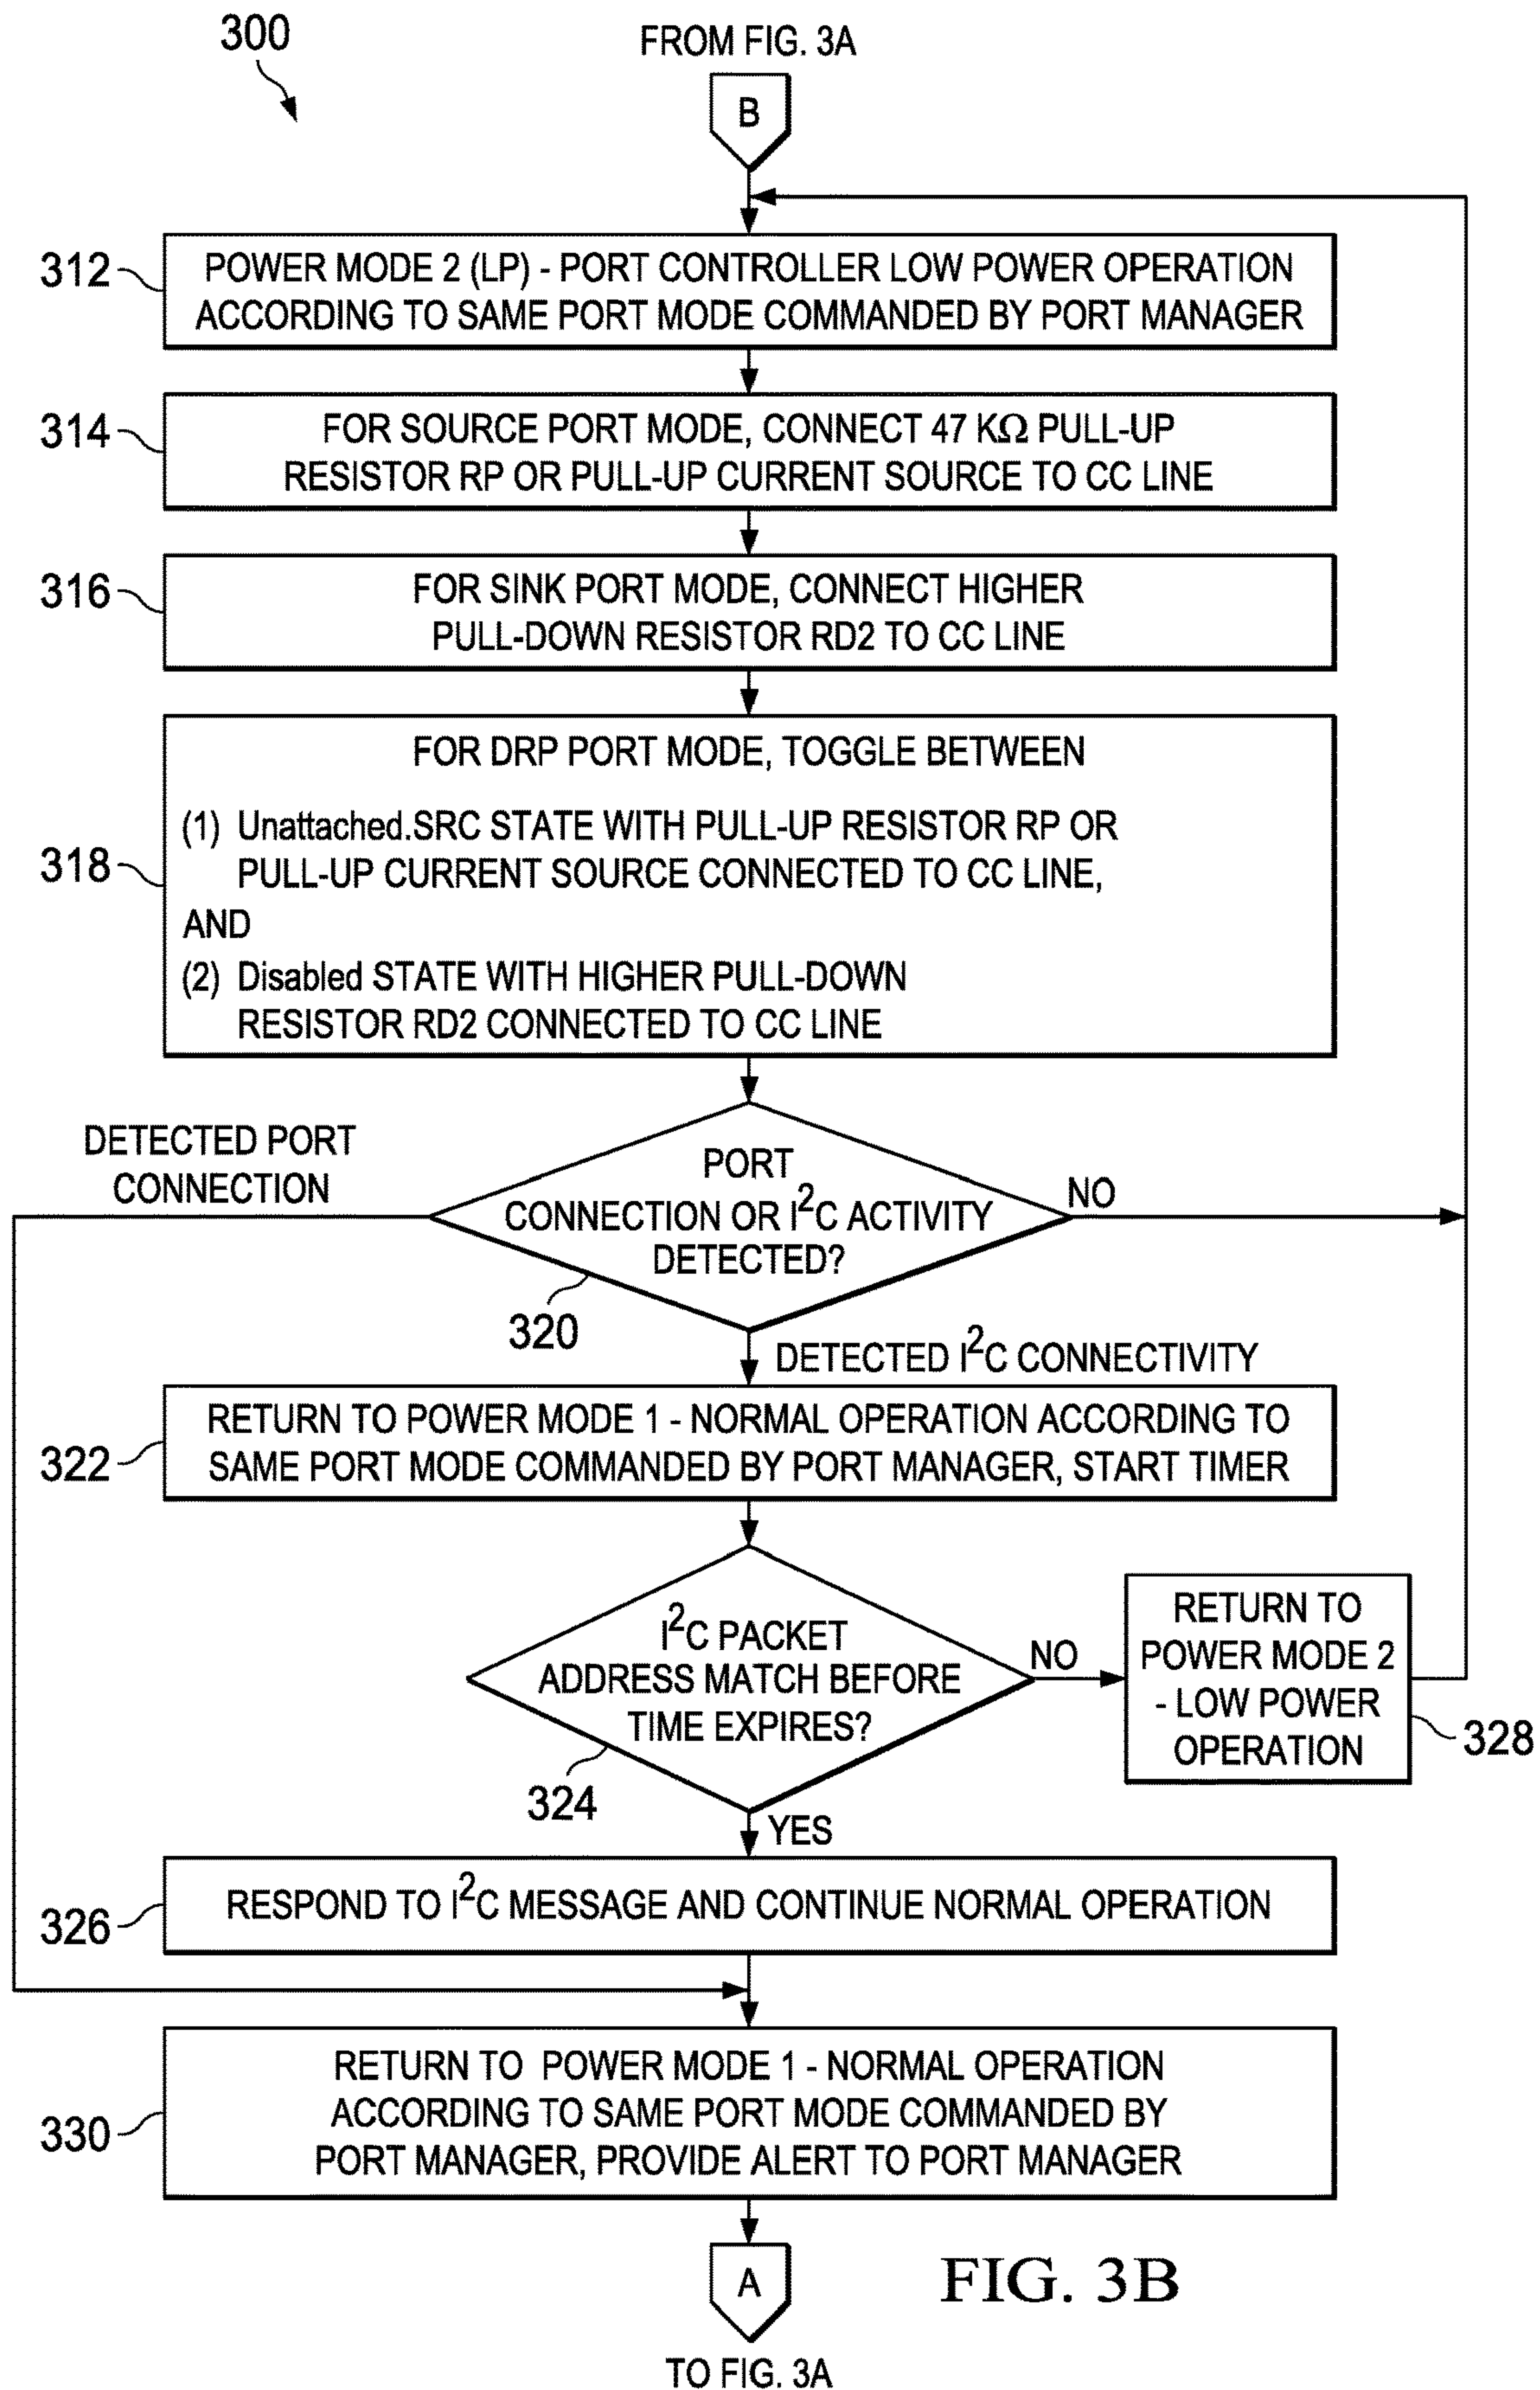 300
FROM FIG. 3A
B
312
POWER MODE 2 (LP) - PORT CONTROLLER LOW POWER OPERATION
ACCORDING TO SAME PORT MODE COMMANDED BY PORT MANAGER
314
FOR SOURCE PORT MODE, CONNECT 47 KΩ PULL-UP
RESISTOR RP OR PULL-UP CURRENT SOURCE TO CC LINE
316
FOR SINK PORT MODE, CONNECT HIGHER
PULL-DOWN RESISTOR RD2 TO CC LINE
318
FOR DRP PORT MODE, TOGGLE BETWEEN
(1) Unattached.SRC STATE WITH PULL-UP RESISTOR RP OR
PULL-UP CURRENT SOURCE CONNECTED TO CC LINE,
AND
(2) Disabled STATE WITH HIGHER PULL-DOWN
RESISTOR RD2 CONNECTED TO CC LINE
DETECTED PORT
CONNECTION
PORT
CONNECTION OR I²C ACTIVITY
DETECTED?
NO
320
DETECTED I²C CONNECTIVITY
322
RETURN TO POWER MODE 1 - NORMAL OPERATION ACCORDING TO
SAME PORT MODE COMMANDED BY PORT MANAGER, START TIMER
I²C PACKET
ADDRESS MATCH BEFORE
TIME EXPIRES?
NO
324
RETURN TO
POWER MODE 2
- LOW POWER
OPERATION
328
YES
326
RESPOND TO I²C MESSAGE AND CONTINUE NORMAL OPERATION
330
RETURN TO POWER MODE 1 - NORMAL OPERATION
ACCORDING TO SAME PORT MODE COMMANDED BY
PORT MANAGER, PROVIDE ALERT TO PORT MANAGER
A
TO FIG. 3A
FIG. 3B